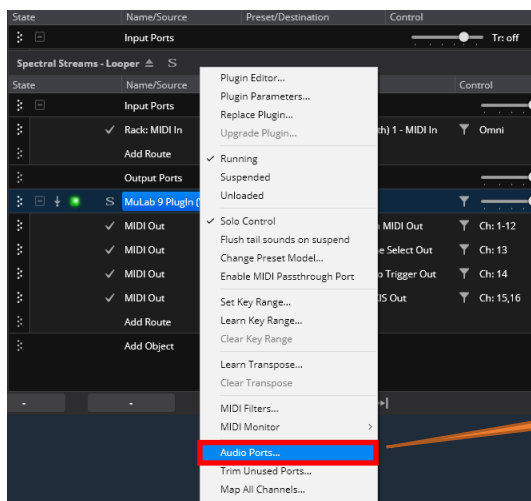 State Name/Source Preset/Destination Control
Input Ports Tr: off
Spectral Streams - Looper S
State Name/Source Control
Input Ports
Rack: MIDI In th) 1 - MIDI In Omni
Add Route
Output Ports
S MuLab 9 PlugIn (
MIDI Out MIDI Out Ch: 1-12
MIDI Out e Select Out Ch: 13
MIDI Out o Trigger Out Ch: 14
MIDI Out IS Out Ch: 15,16
Add Route
Add Object
- -
Plugin Editor...
Plugin Parameters...
Replace Plugin...
Upgrade Plugin...
Running
Suspended
Unloaded
Solo Control
Flush tail sounds on suspend
Change Preset Model...
Enable MIDI Passthrough Port
Set Key Range...
Learn Key Range...
Clear Key Range
Learn Transpose...
Clear Transpose
MIDI Filters...
MIDI Monitor
Audio Ports...
Trim Unused Ports...
Map All Channels...